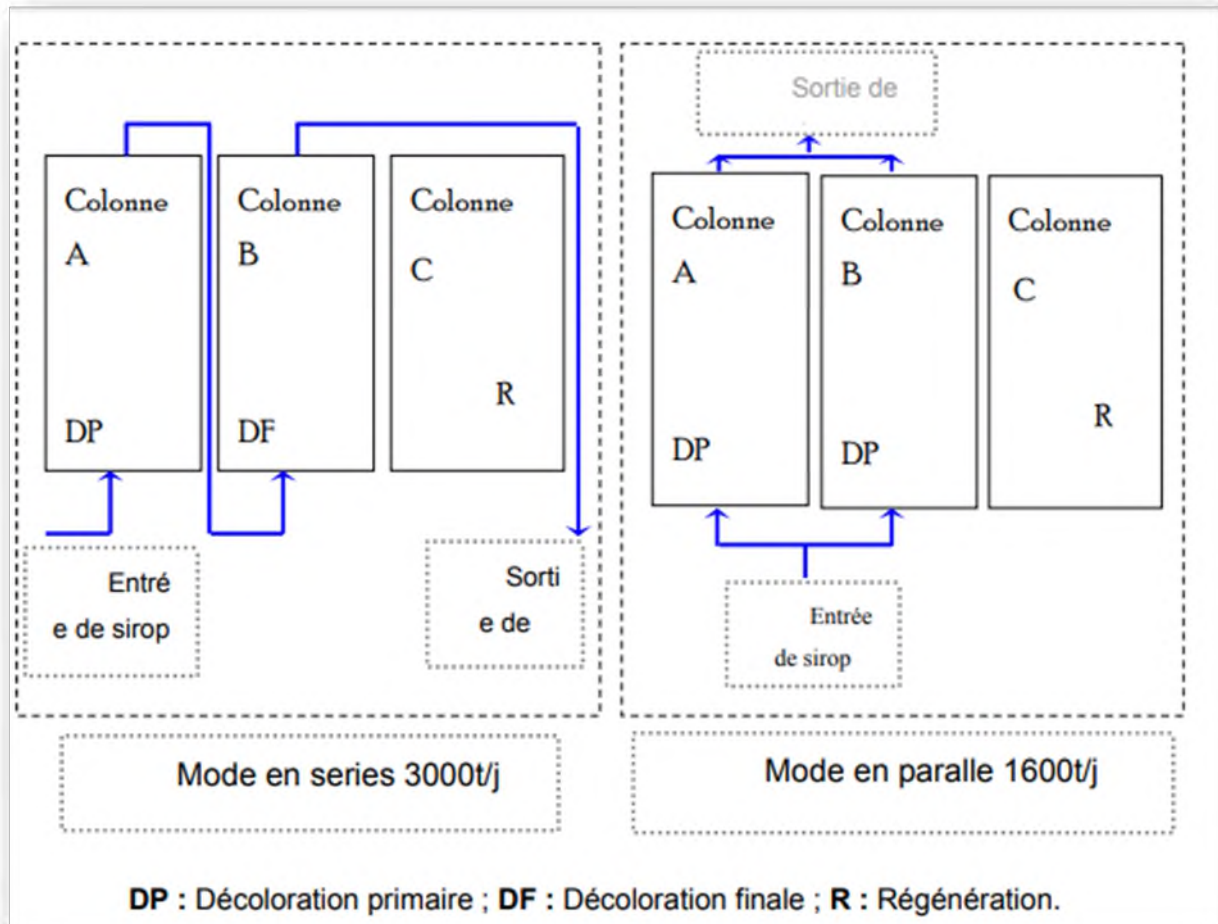 Colonne
A
DP
Colonne
B
DF
Colonne
C
R
Entré
e de sirop
Sorti
e de
Mode en series 3000t/j
Sortie de
Colonne
A
DP
Colonne
B
DP
Colonne
C
R
Entrée
de sirop
Mode en paralle 1600t/j
DP : Décoloration primaire ; DF : Décoloration finale ; R : Régénération.